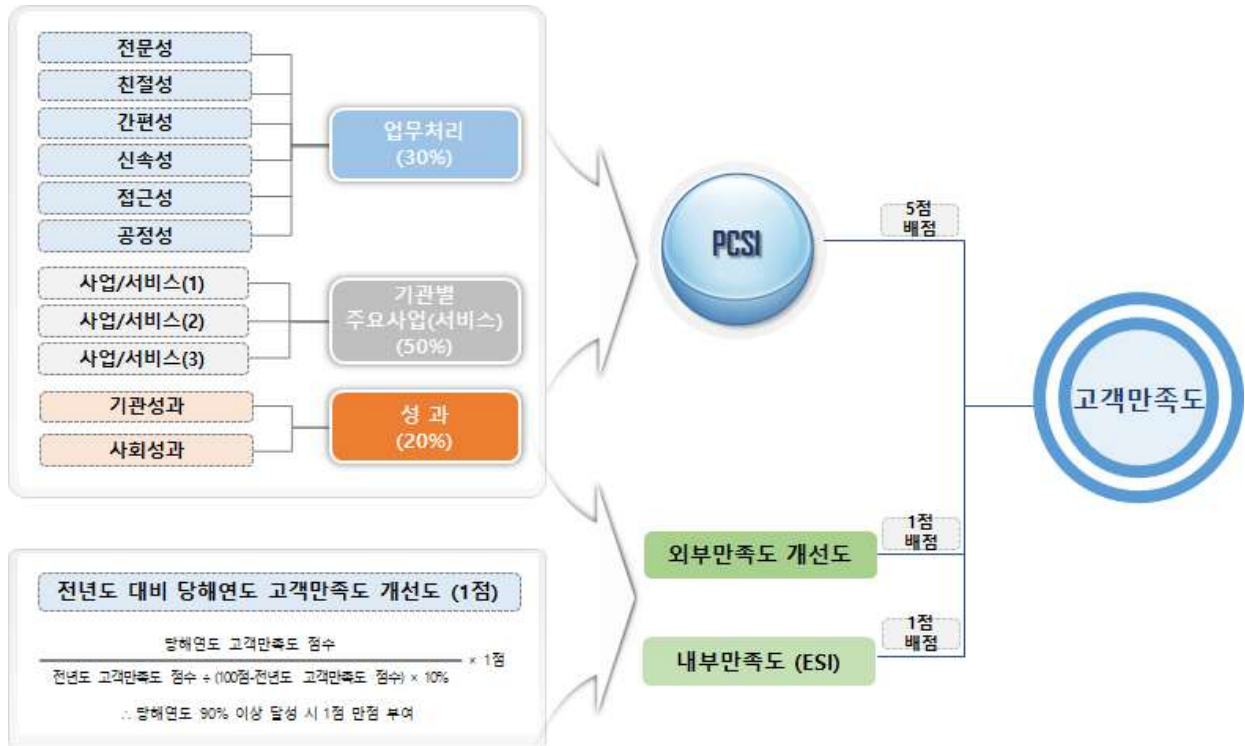 전문성
친절성
간편성
신속성
접근성
공정성
업무처리
(30%)
사업/서비스(1)
사업/서비스(2)
사업/서비스(3)
기관별
주요사업(서비스)
(50%)
기관성과
사회성과
성 과
(20%)
PCSI
5점
배점
고객만족도
외부만족도 개선도
1점
배점
내부만족도 (ESI)
1점
배점
전년도 대비 당해연도 고객만족도 개선도 (1점)
당해연도 고객만족도 점수
전년도 고객만족도 점수 ÷ (100점-전년도 고객만족도 점수) × 10%
× 1점
∴ 당해연도 90% 이상 달성 시 1점 만점 부여